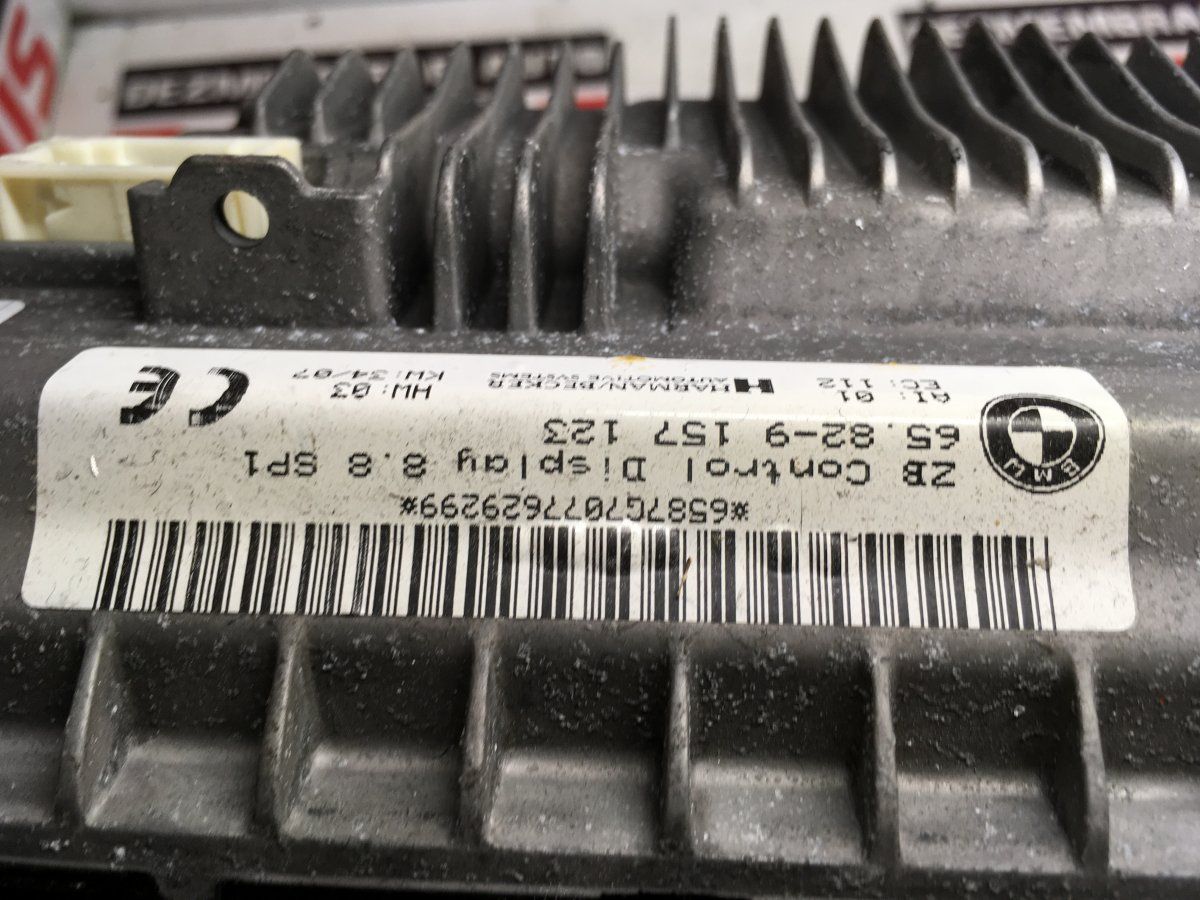 *6587Q7077629299*
ZB Control Display 8.8 SP1
65.82-9 157 123
BMW
AI: 01
EC: 112
HARMAN/BECKER
AUTOMOTIVE SYSTEMS
HW: 03
KW: 34/07
CE